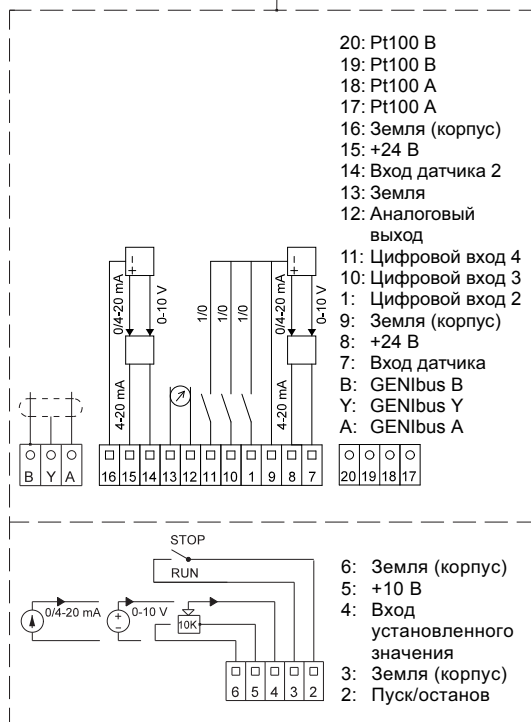 20: Pt100 B
19: Pt100 B
18: Pt100 A
17: Pt100 A
16: Земля (корпус)
15: +24 В
14: Вход датчика 2
13: Земля
12: Аналоговый
выход
11: Цифровой вход 4
10: Цифровой вход 3
1: Цифровой вход 2
9: Земля (корпус)
8: +24 В
7: Вход датчика
B: GENIbus B
Y: GENIbus Y
A: GENIbus A
0/4-20 mA
0-10 V
1/0
1/0
1/0
0/4-20 mA
0-10 V
4-20 mA
4-20 mA
B Y A
16 15 14 13 12 11 10 1 9 8 7
20 19 18 17
STOP
RUN
0/4-20 mA
0-10 V
10K
6 5 4 3 2
6: Земля (корпус)
5: +10 В
4: Вход
установленного
значения
3: Земля (корпус)
2: Пуск/останов